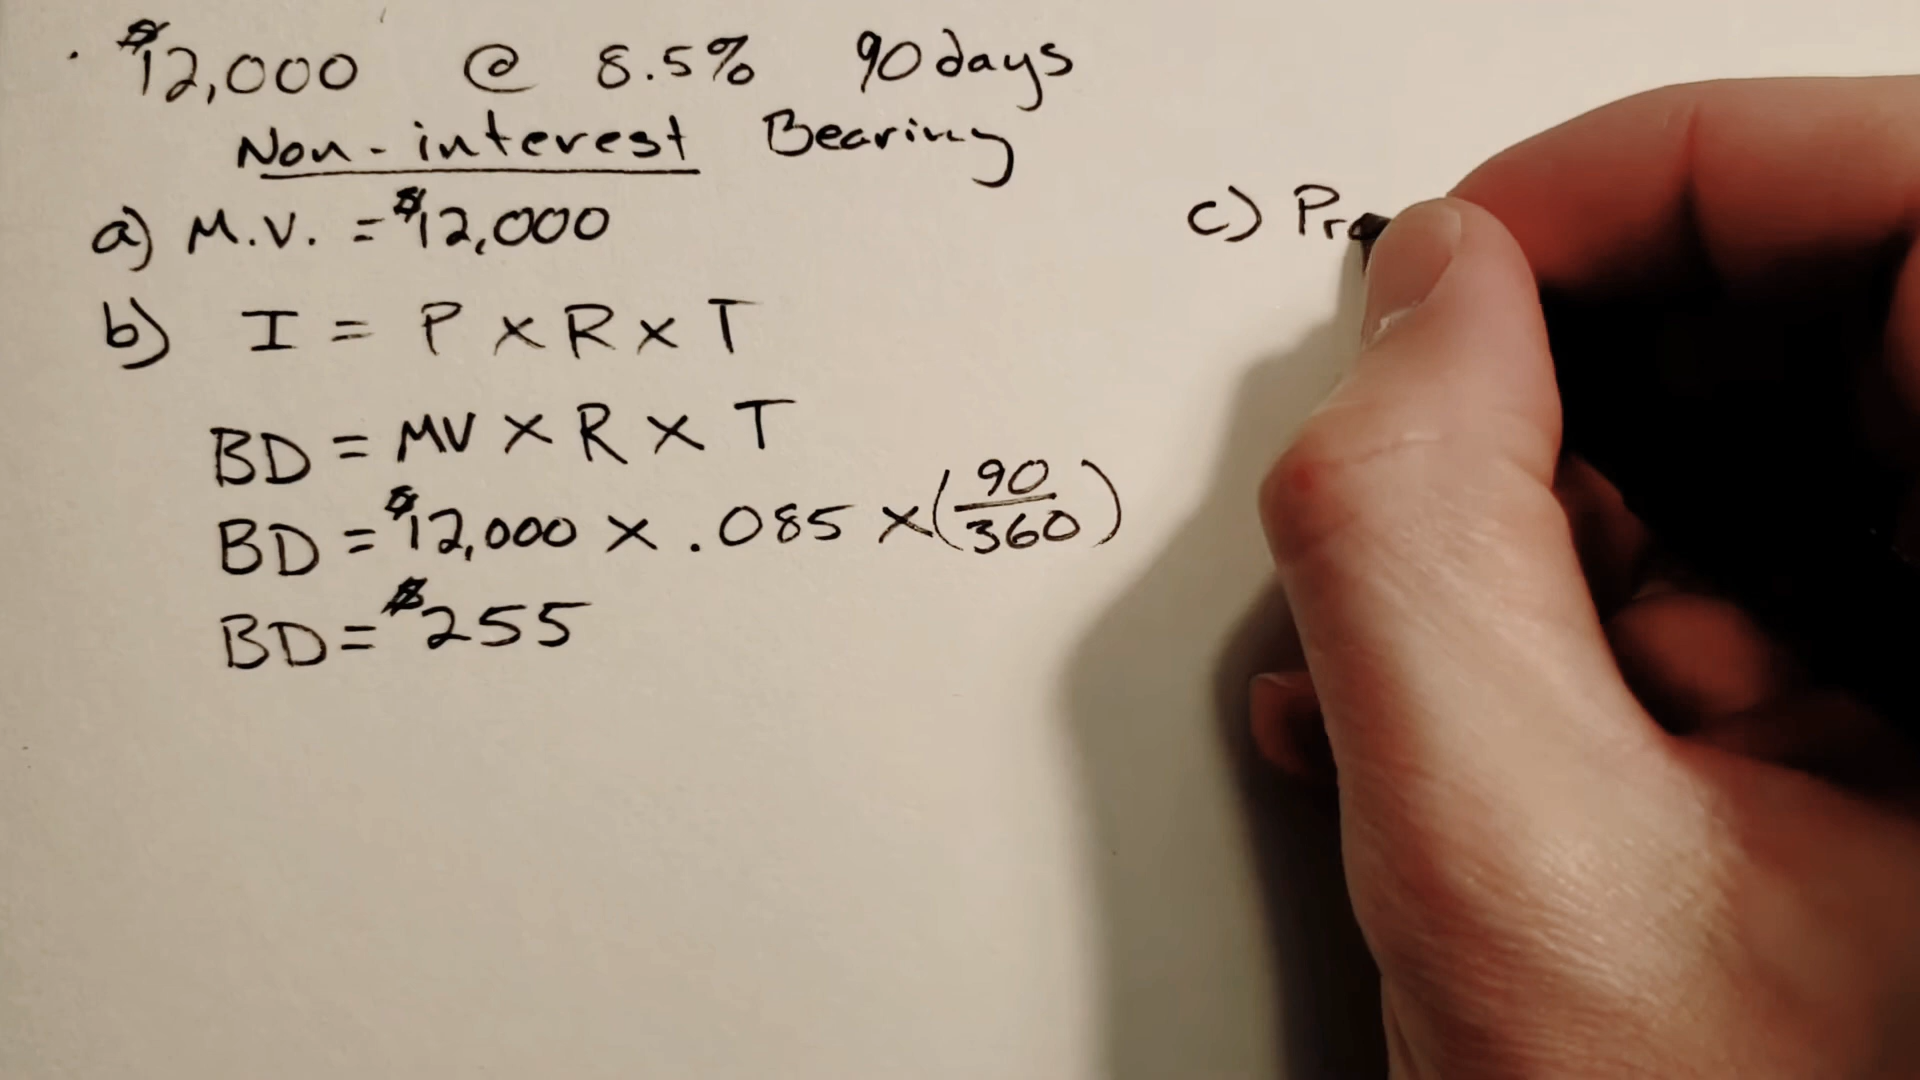 $12,000 @ 8.5% 90 days
Non-interest Bearing
a) M.V. = $12,000
b) I = P × R × T
BD = MV × R × T
BD = $12,000 × .085 × (90/360)
BD = $255
c)